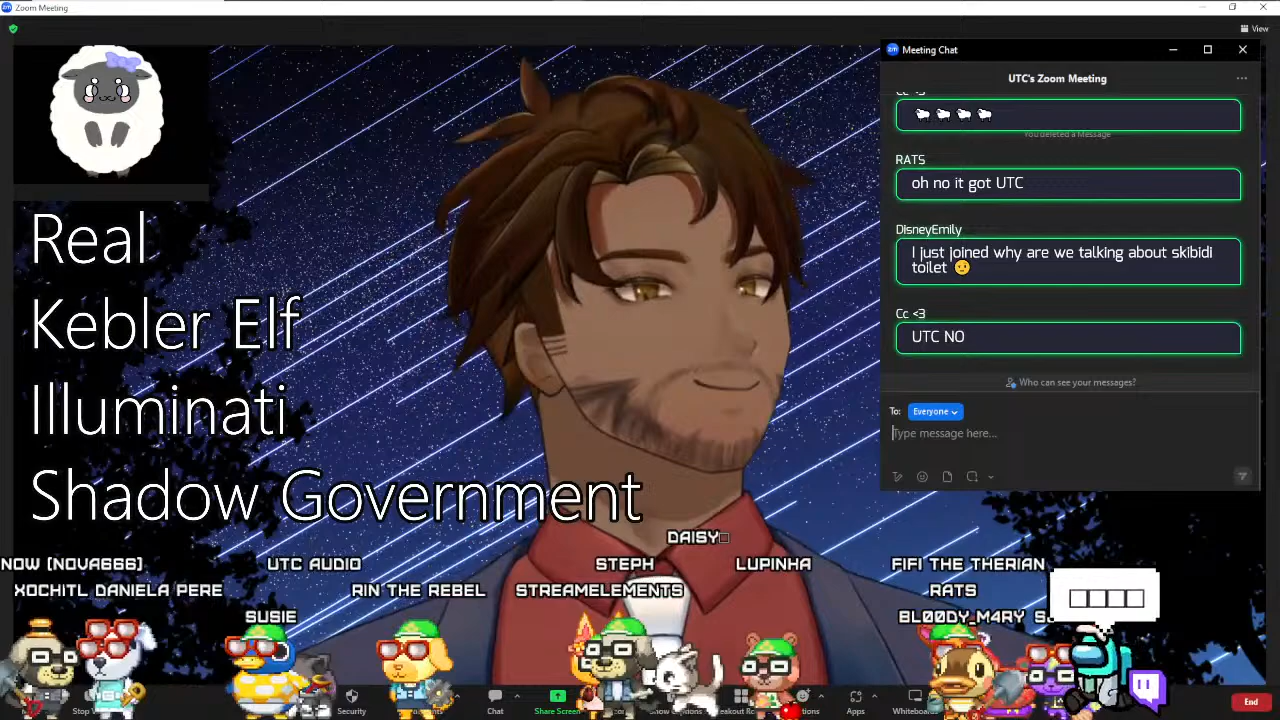 Zoom Meeting
View
Meeting Chat
UTC's Zoom Meeting
You deleted a Message
RATS
oh no it got UTC
DisneyEmily
I just joined why are we talking about skibidi
toilet
Cc <3
UTC NO
Who can see your messages?
To: Everyone
Type message here...
Real
Kebler Elf
Illuminati
Shadow Government
DAISY
NOW [NOVA666]
UTC AUDIO
STEPH
LUPINHA
FIFI THE THERIAN
XOCHITL DANIELA PERE
RIN THE REBEL
STREAMELEMENTS
RATS
SUSIE
BL00DY_M4RY S
Security
Chat
Share Screen
Apps
Whiteboards
End